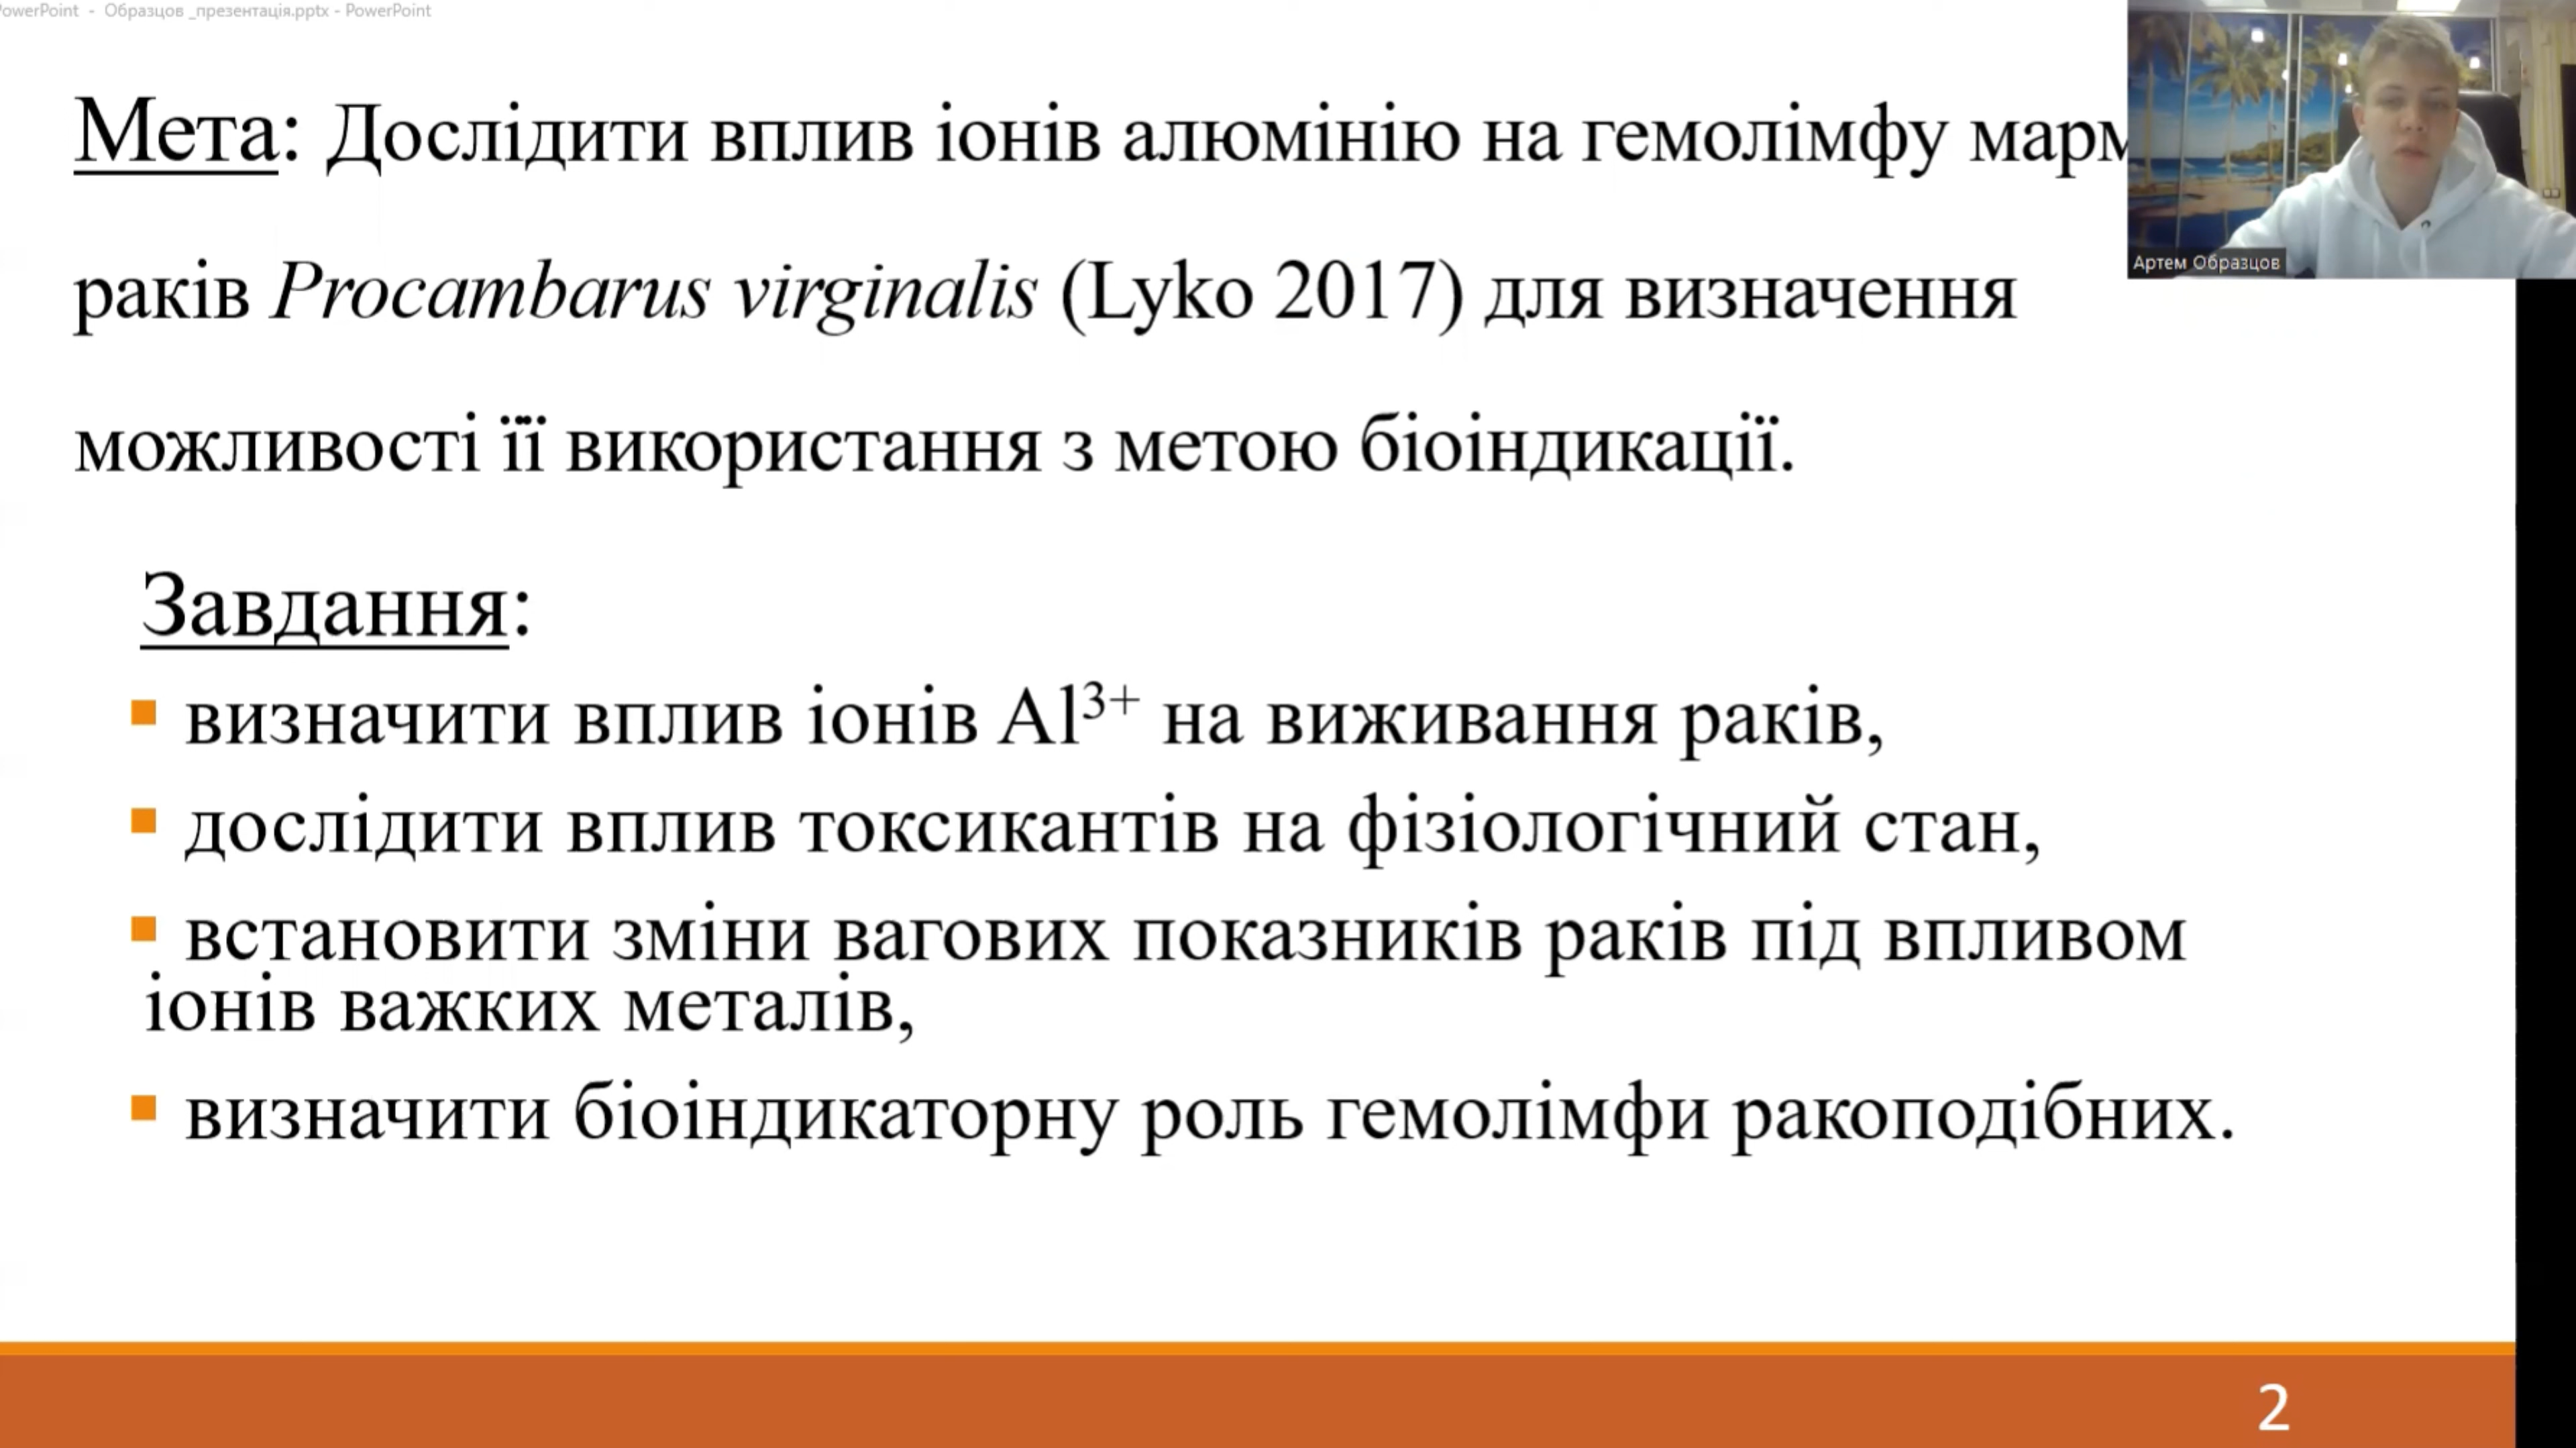 PowerPoint - Образцов _презентація.pptx - PowerPoint
Мета: Дослідити вплив іонів алюмінію на гемолімфу
раків Procambarus virginalis (Lyko 2017) для визначення
можливості її використання з метою біоіндикації.
Артем Образцов
Завдання:
визначити вплив іонів Al³⁺ на виживання раків,
дослідити вплив токсикантів на фізіологічний стан,
встановити зміни вагових показників раків під впливом
іонів важких металів,
визначити біоіндикаторну роль гемолімфи ракоподібних.
2